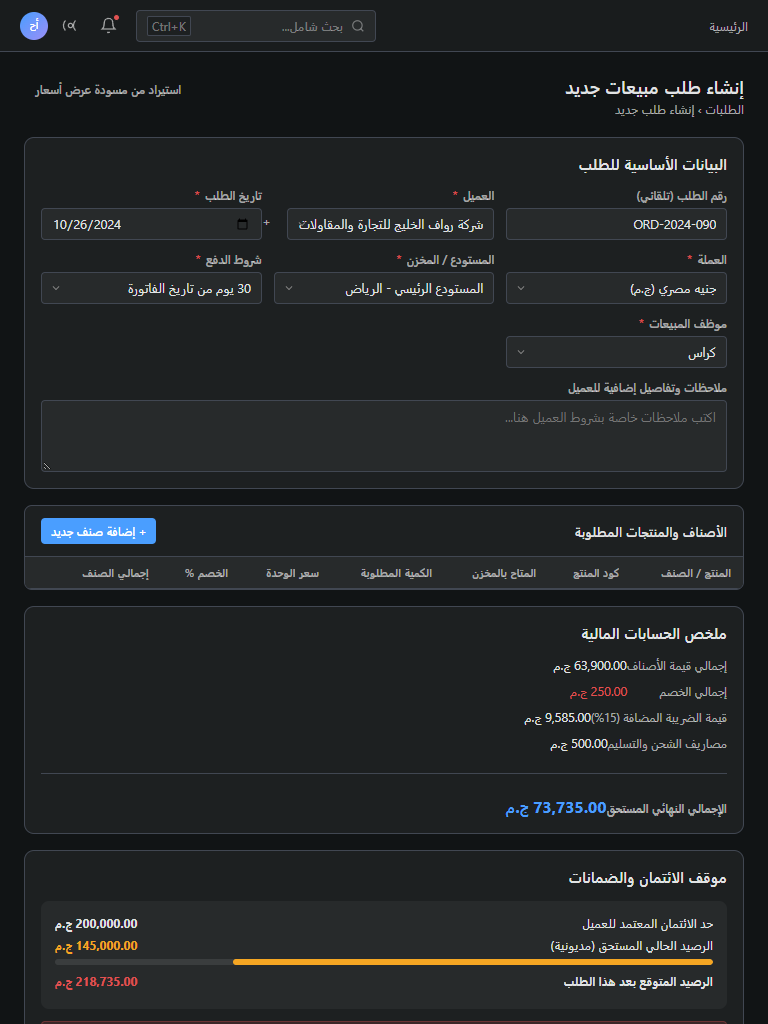 الرئيسية
بحث شامل...
Ctrl+K
أح
إنشاء طلب مبيعات جديد
استيراد من مسودة عرض أسعار
الطلبات › إنشاء طلب جديد
البيانات الأساسية للطلب
رقم الطلب (تلقائي)
العميل *
تاريخ الطلب *
ORD-2024-090
شركة رواف الخليج للتجارة والمقاولات
+
10/26/2024
العملة *
المستودع / المخزن *
شروط الدفع *
جنيه مصري (ج.م)
المستودع الرئيسي - الرياض
30 يوم من تاريخ الفاتورة
موظف المبيعات *
كراس
ملاحظات وتفاصيل إضافية للعميل
اكتب ملاحظات خاصة بشروط العميل هنا...
الأصناف والمنتجات المطلوبة
+ إضافة صنف جديد
المنتج / الصنف
كود المنتج
المتاح بالمخزن
الكمية المطلوبة
سعر الوحدة
الخصم %
إجمالي الصنف
ملخص الحسابات المالية
إجمالي قيمة الأصناف 63,900.00 ج.م
إجمالي الخصم 250.00 ج.م
قيمة الضريبة المضافة (15%) 9,585.00 ج.م
مصاريف الشحن والتسليم 500.00 ج.م
الإجمالي النهائي المستحق 73,735.00 ج.م
موقف الائتمان والضمانات
حد الائتمان المعتمد للعميل 200,000.00 ج.م
الرصيد الحالي المستحق (مديونية) 145,000.00 ج.م
الرصيد المتوقع بعد هذا الطلب 218,735.00 ج.م